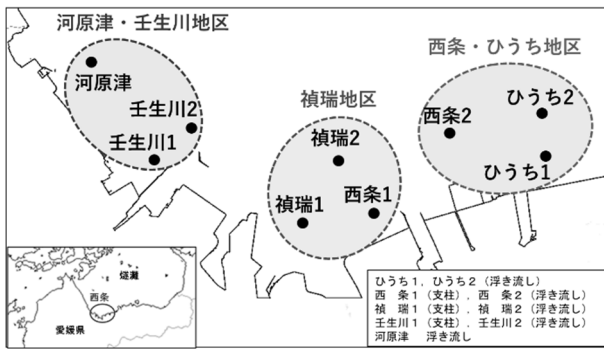 河原津・壬生川地区
西条・ひうち地区
禎瑞地区
河原津
壬生川2
壬生川1
禎瑞2
禎瑞1
西条1
西条2
ひうち2
ひうち1
燧灘
西条
愛媛県
ひうち1，ひうち2（浮き流し）
西　条1（支柱），西　条2（浮き流し）
禎　瑞1（支柱），禎　瑞2（浮き流し）
壬生川1（支柱），壬生川2（浮き流し）
河原津　浮き流し